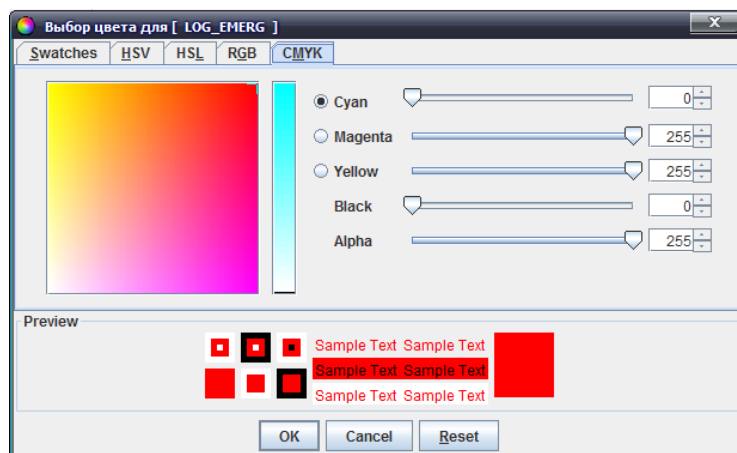 Выбор цвета для [ LOG_EMERG ]
Swatches HSV HSL RGB CMYK
Cyan 0
Magenta 255
Yellow 255
Black 0
Alpha 255
Preview
Sample Text Sample Text
Sample Text Sample Text
Sample Text Sample Text
OK Cancel Reset